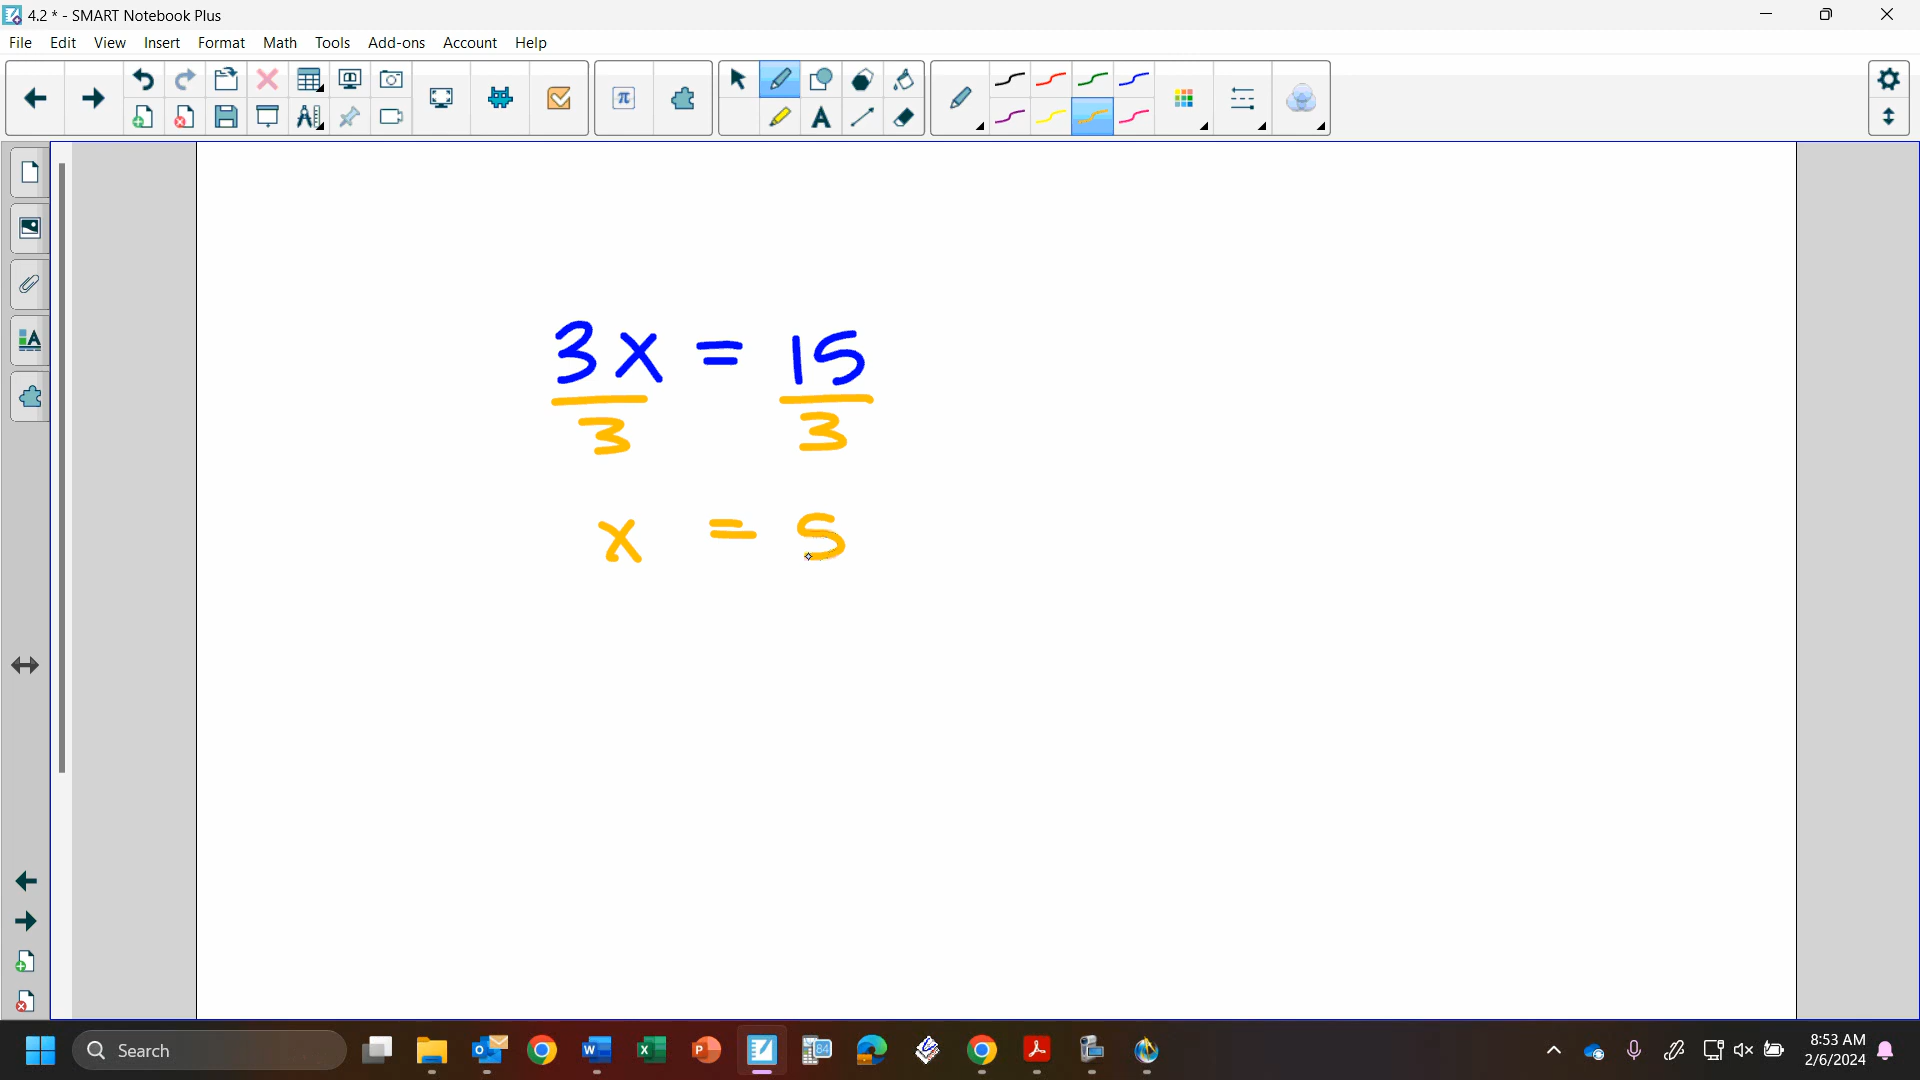 4.2 * - SMART Notebook Plus
File Edit View Insert Format Math Tools Add-ons Account Help
π
A
A
3x = 15
3 3
x = 5
Search
84
8:53 AM
2/6/2024